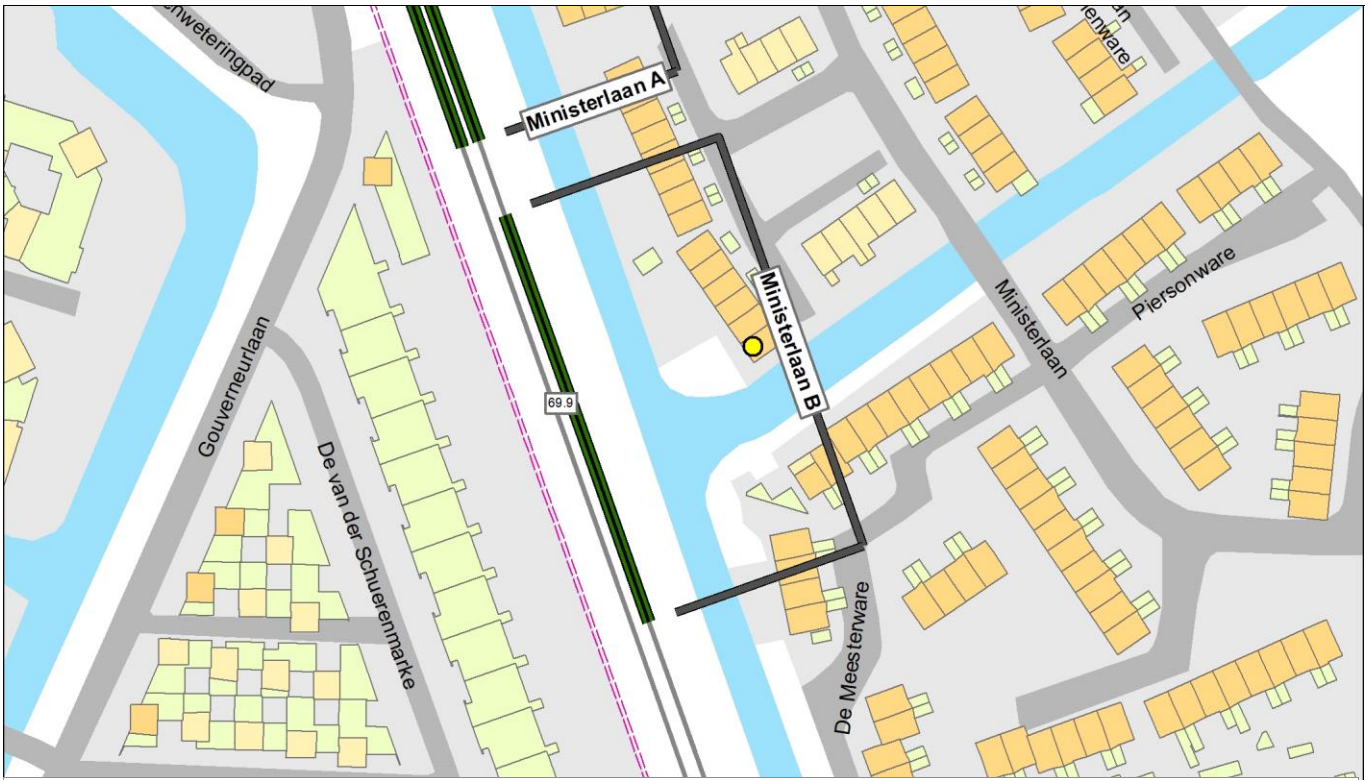 Ministerlaan A
Ministerlaan B
Ministerlaan
Piersonware
Gouverneurlaan
69.9
De van der Schuerenmarke
De Meesterware